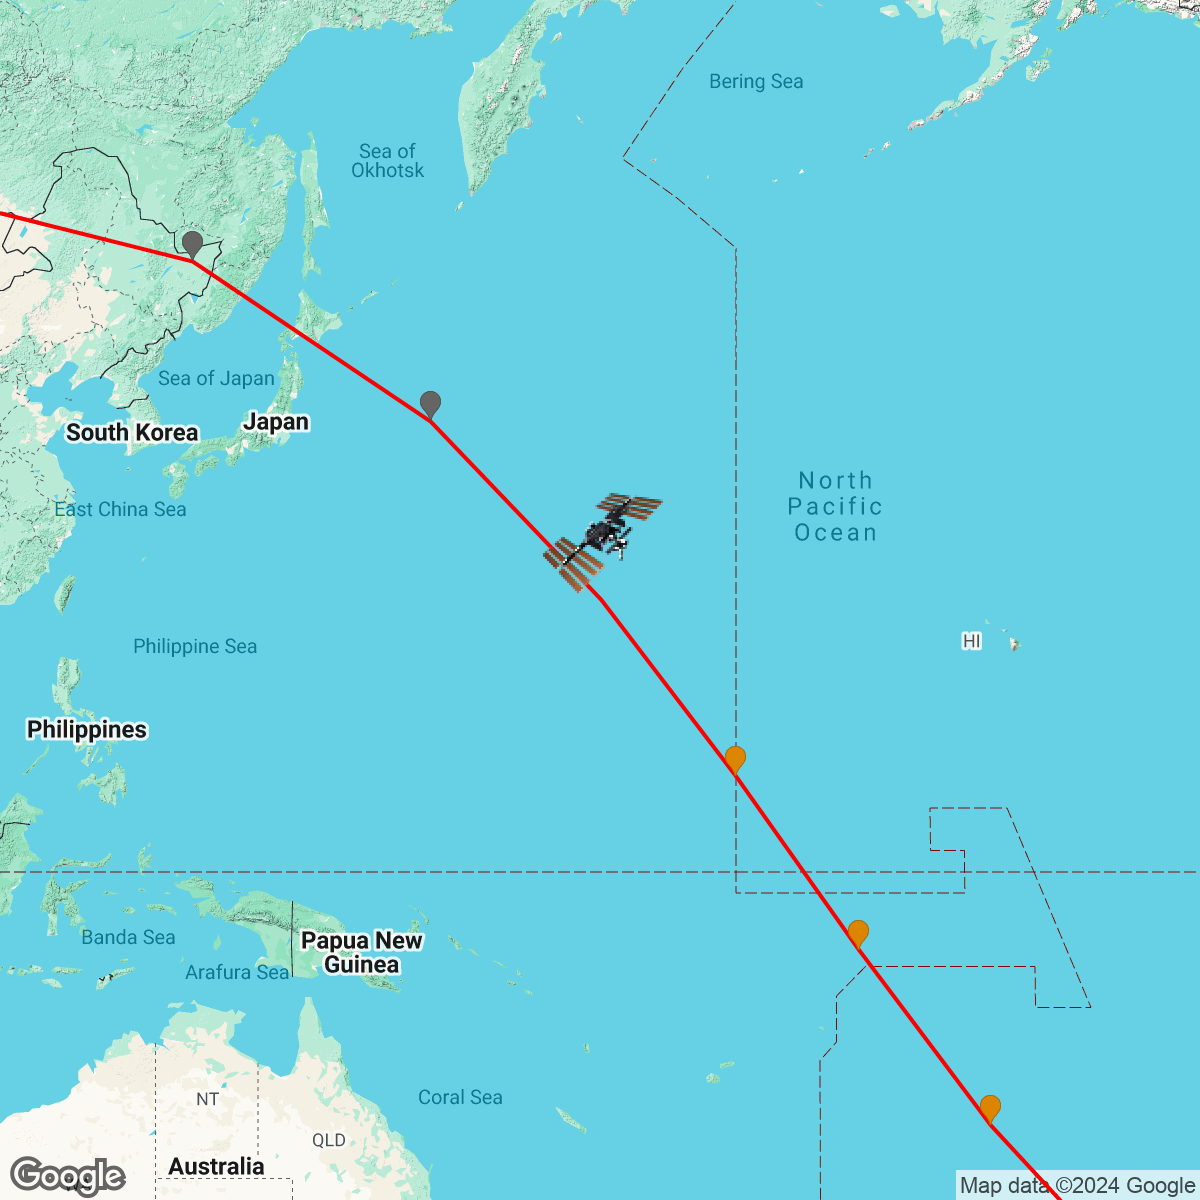 Bering Sea
Sea of
Okhotsk
Sea of Japan
Japan
South Korea
North
Pacific
Ocean
East China Sea
Philippine Sea
HI
Philippines
Banda Sea
Papua New
Guinea
Arafura Sea
NT
Coral Sea
QLD
Australia
Google
Map data ©2024 Google